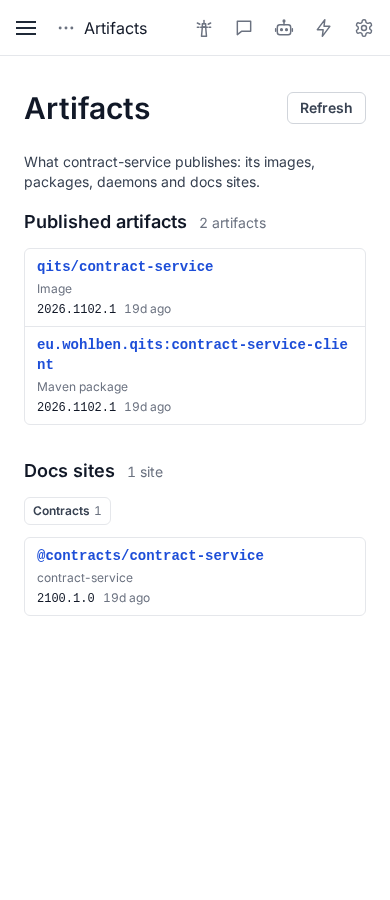 Artifacts
Artifacts
Refresh
What contract-service publishes: its images,
packages, daemons and docs sites.
Published artifacts 2 artifacts
qits/contract-service
Image
2026.1102.1 19d ago
eu.wohlben.qits:contract-service-clie
nt
Maven package
2026.1102.1 19d ago
Docs sites 1 site
Contracts 1
@contracts/contract-service
contract-service
2100.1.0 19d ago